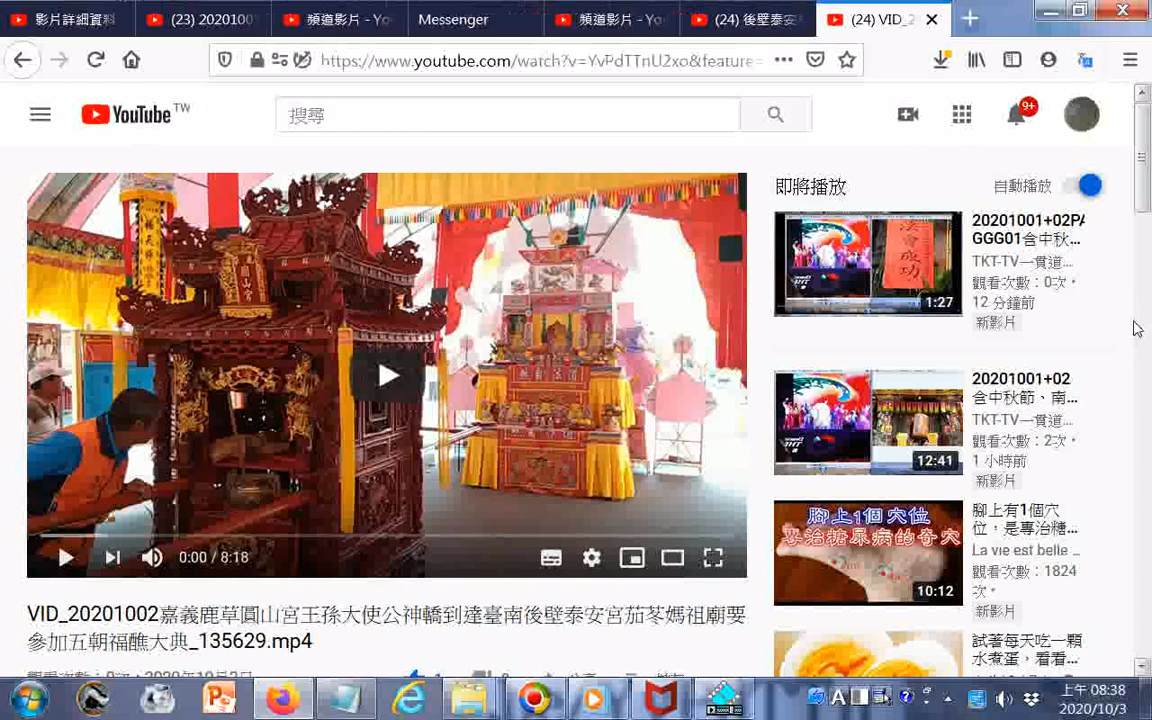 影片詳細資料
(23) 2020100
頻道影片 - Yo
Messenger
頻道影片 - Yo
(24) 後壁泰安
(24) VID_2
https://www.youtube.com/watch?v=YvPdTTnU2xo&feature=
YouTube TW
搜尋
9+
即將播放
自動播放
20201001+02PA
GGG01含中秋...
TKT-TV一貫道...
觀看次數：0次・
12 分鐘前
新影片
1:27
20201001+02
含中秋節、南...
TKT-TV一貫道...
觀看次數：2次・
1 小時前
新影片
12:41
腳上1個穴位
專治糖尿病的奇穴
10:12
腳上有1個穴
位，是專治糖...
La vie est belle ...
觀看次數：1824
次・
新影片
試著每天吃一顆
水煮蛋，看看...
0:00 / 8:18
VID_20201002嘉義鹿草圓山宮王孫大使公神轎到達臺南後壁泰安宮茄苳媽祖廟要
參加五朝福醮大典_135629.mp4
上午 08:38
2020/10/3